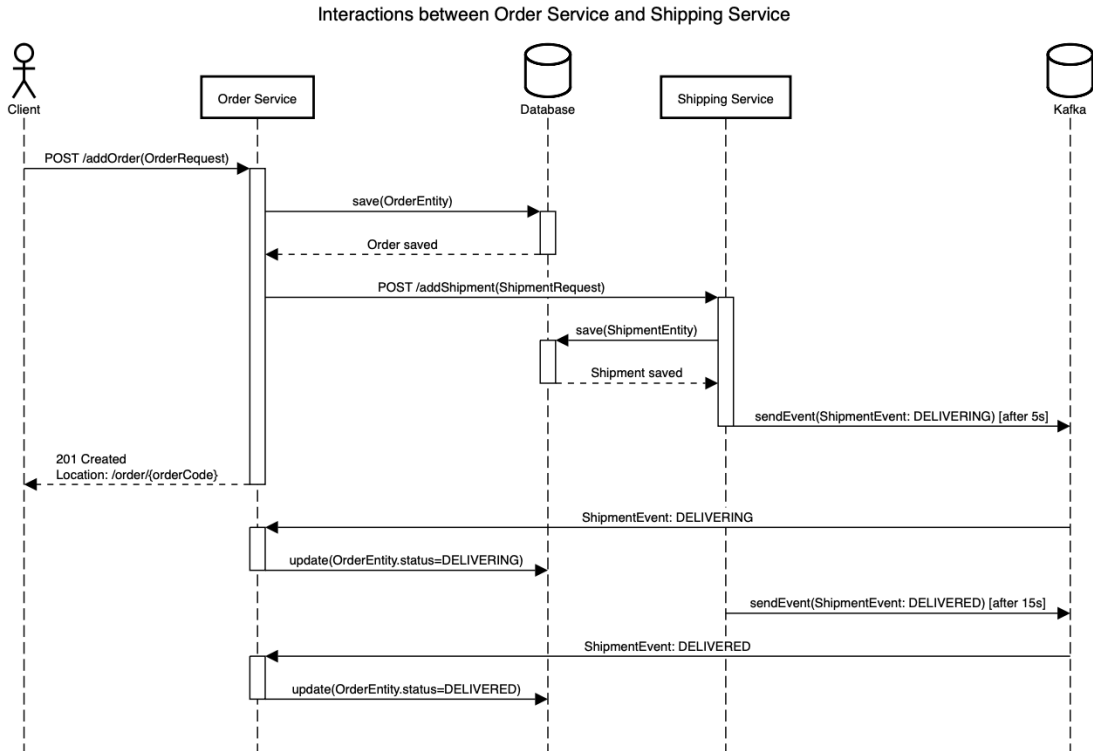 Interactions between Order Service and Shipping Service
Client
Order Service
Database
Shipping Service
Kafka
POST /addOrder(OrderRequest)
save(OrderEntity)
Order saved
POST /addShipment(ShipmentRequest)
save(ShipmentEntity)
Shipment saved
sendEvent(ShipmentEvent: DELIVERING) [after 5s]
201 Created
Location: /order/{orderCode}
ShipmentEvent: DELIVERING
update(OrderEntity.status=DELIVERING)
sendEvent(ShipmentEvent: DELIVERED) [after 15s]
ShipmentEvent: DELIVERED
update(OrderEntity.status=DELIVERED)